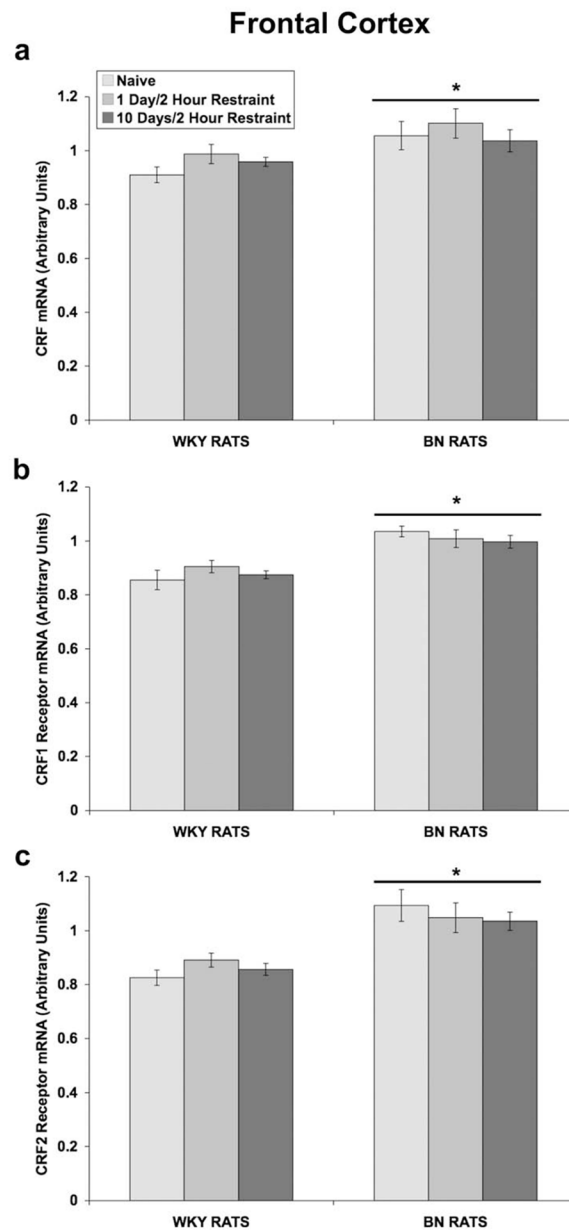 Frontal Cortex
a
Naive
1 Day/2 Hour Restraint
10 Days/2 Hour Restraint
*
CRF mRNA (Arbitrary Units)
1.2
1
0.8
0.6
0.4
0.2
0
WKY RATS
BN RATS
b
*
CRF1 Receptor mRNA (Arbitrary Units)
1.2
1
0.8
0.6
0.4
0.2
0
WKY RATS
BN RATS
c
*
CRF2 Receptor mRNA (Arbitrary Units)
1.2
1
0.8
0.6
0.4
0.2
0
WKY RATS
BN RATS